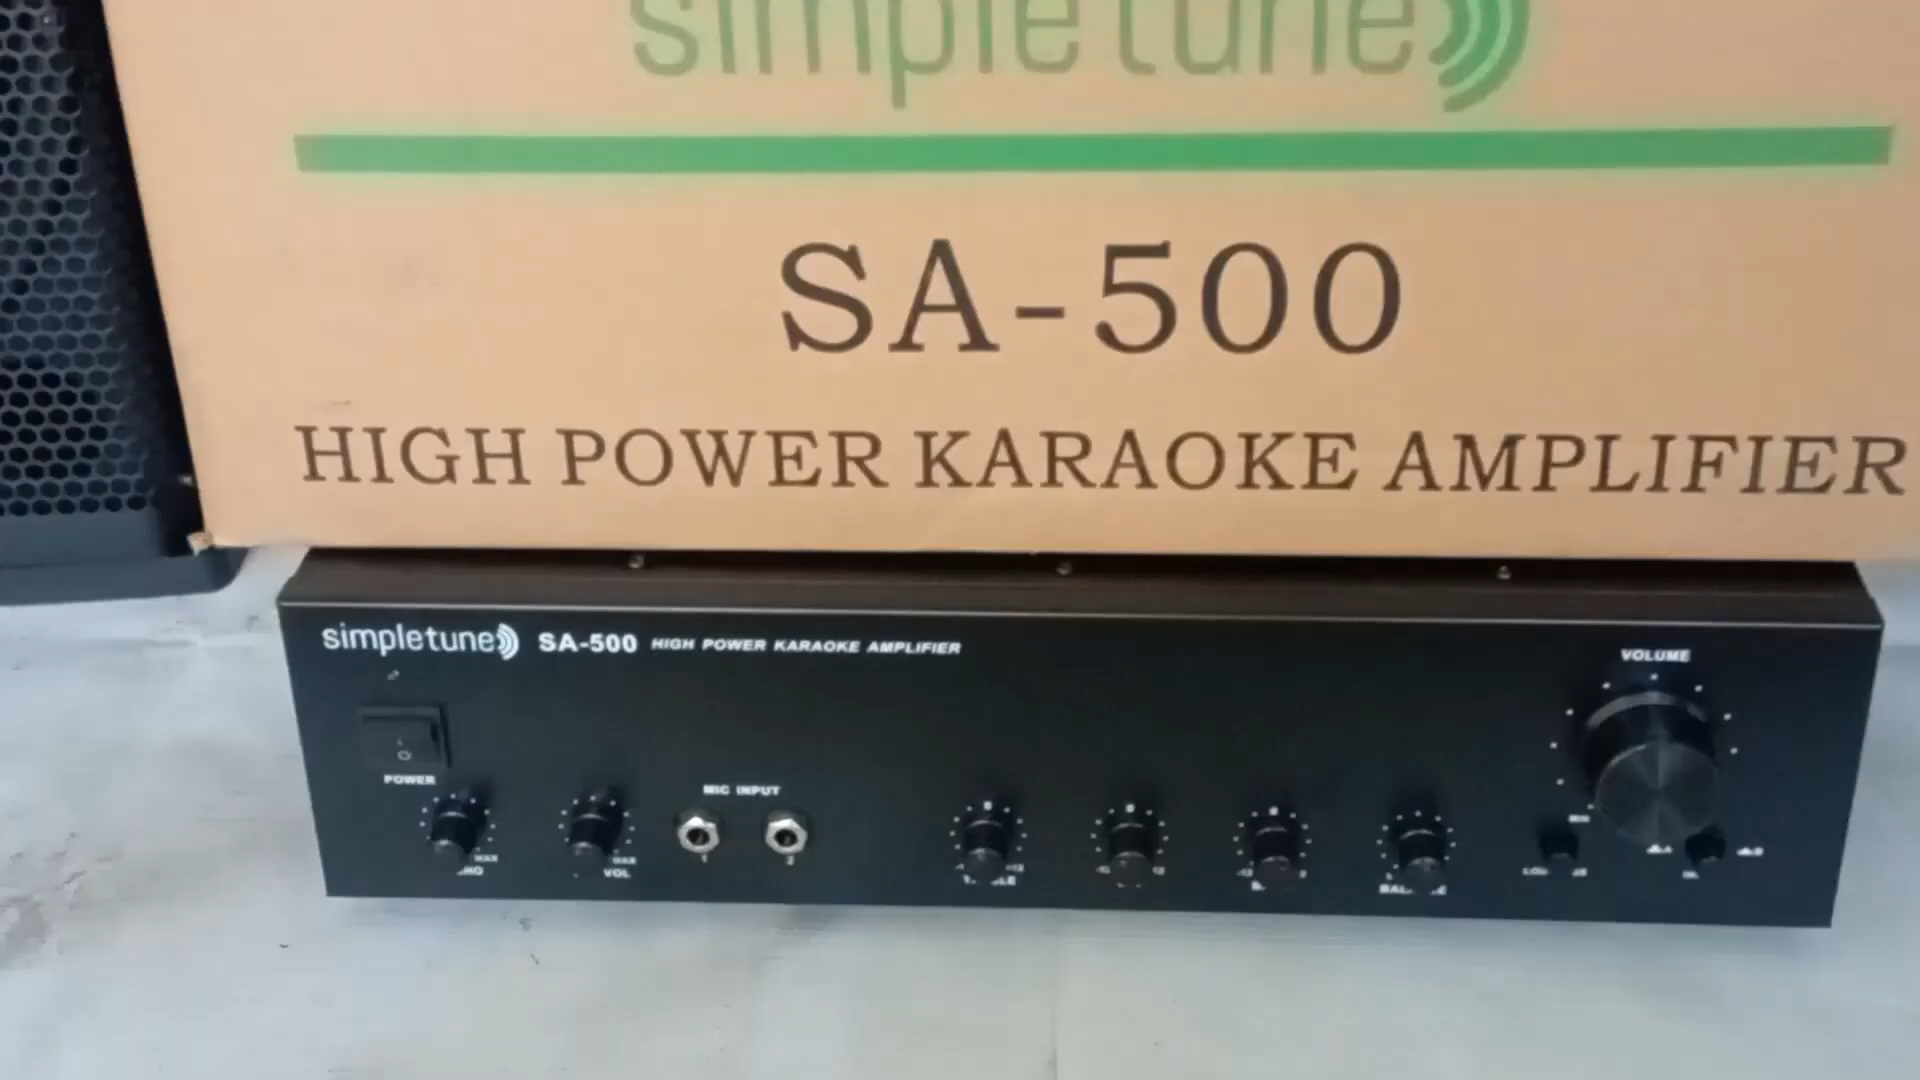 simpletune
SA-500
HIGH POWER KARAOKE AMPLIFIER
simpletune SA-500 HIGH POWER KARAOKE AMPLIFIER
VOLUME
POWER
MIC INPUT
MAX
MAX
VOL
1
2
MIN